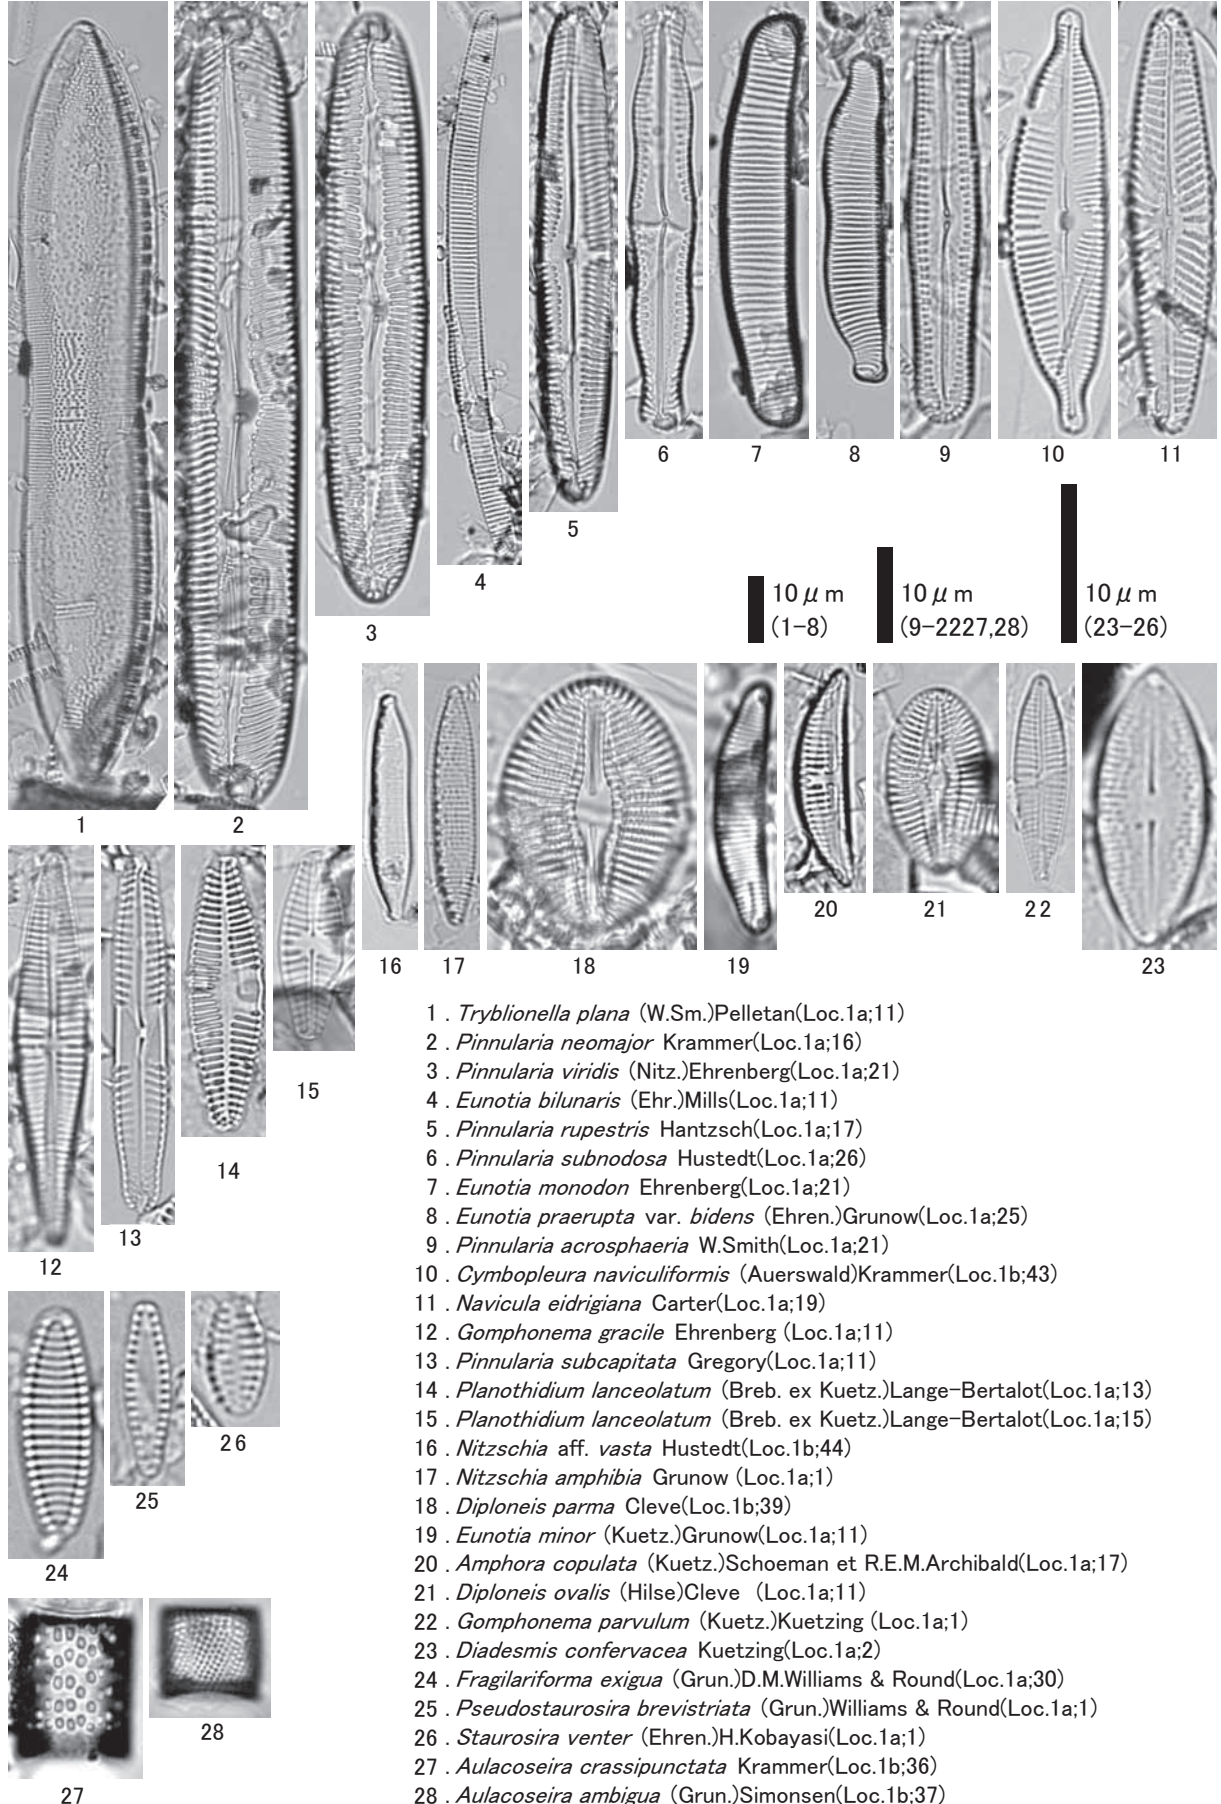 6
7
8
9
10
11
5
4
3
10 μm
(1-8)
10 μm
(9-2227,28)
10 μm
(23-26)
1
2
16
17
18
19
20
21
22
23
12
13
14
15
24
25
26
27
28
1 . Tryblionella plana (W.Sm.)Pelletan(Loc.1a;11)
2 . Pinnularia neomajor Krammer(Loc.1a;16)
3 . Pinnularia viridis (Nitz.)Ehrenberg(Loc.1a;21)
4 . Eunotia bilunaris (Ehr.)Mills(Loc.1a;11)
5 . Pinnularia rupestris Hantzsch(Loc.1a;17)
6 . Pinnularia subnodosa Hustedt(Loc.1a;26)
7 . Eunotia monodon Ehrenberg(Loc.1a;21)
8 . Eunotia praerupta var. bidens (Ehren.)Grunow(Loc.1a;25)
9 . Pinnularia acrosphaeria W.Smith(Loc.1a;21)
10 . Cymbopleura naviculiformis (Auerswald)Krammer(Loc.1b;43)
11 . Navicula eidrigiana Carter(Loc.1a;19)
12 . Gomphonema gracile Ehrenberg (Loc.1a;11)
13 . Pinnularia subcapitata Gregory(Loc.1a;11)
14 . Planothidium lanceolatum (Breb. ex Kuetz.)Lange-Bertalot(Loc.1a;13)
15 . Planothidium lanceolatum (Breb. ex Kuetz.)Lange-Bertalot(Loc.1a;15)
16 . Nitzschia aff. vasta Hustedt(Loc.1b;44)
17 . Nitzschia amphibia Grunow (Loc.1a;1)
18 . Diploneis parma Cleve(Loc.1b;39)
19 . Eunotia minor (Kuetz.)Grunow(Loc.1a;11)
20 . Amphora copulata (Kuetz.)Schoeman et R.E.M.Archibald(Loc.1a;17)
21 . Diploneis ovalis (Hilse)Cleve (Loc.1a;11)
22 . Gomphonema parvulum (Kuetz.)Kuetzing (Loc.1a;1)
23 . Diadesmis confervacea Kuetzing(Loc.1a;2)
24 . Fragilariforma exigua (Grun.)D.M.Williams & Round(Loc.1a;30)
25 . Pseudostaurosira brevistriata (Grun.)Williams & Round(Loc.1a;1)
26 . Staurosira venter (Ehren.)H.Kobayasi(Loc.1a;1)
27 . Aulacoseira crassipunctata Krammer(Loc.1b;36)
28 . Aulacoseira ambigua (Grun.)Simonsen(Loc.1b;37)